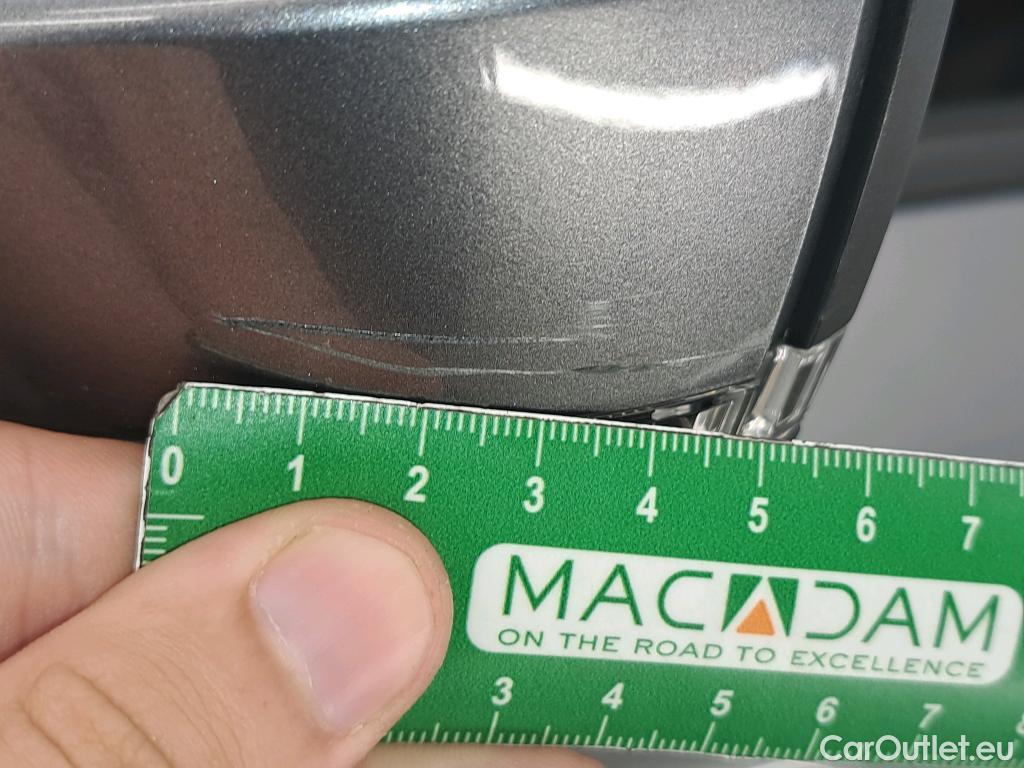 0 1 2 3 4 5 6 7
MACADAM
ON THE ROAD TO EXCELLENCE
3 4 5 6 7 8
CarOutlet.eu